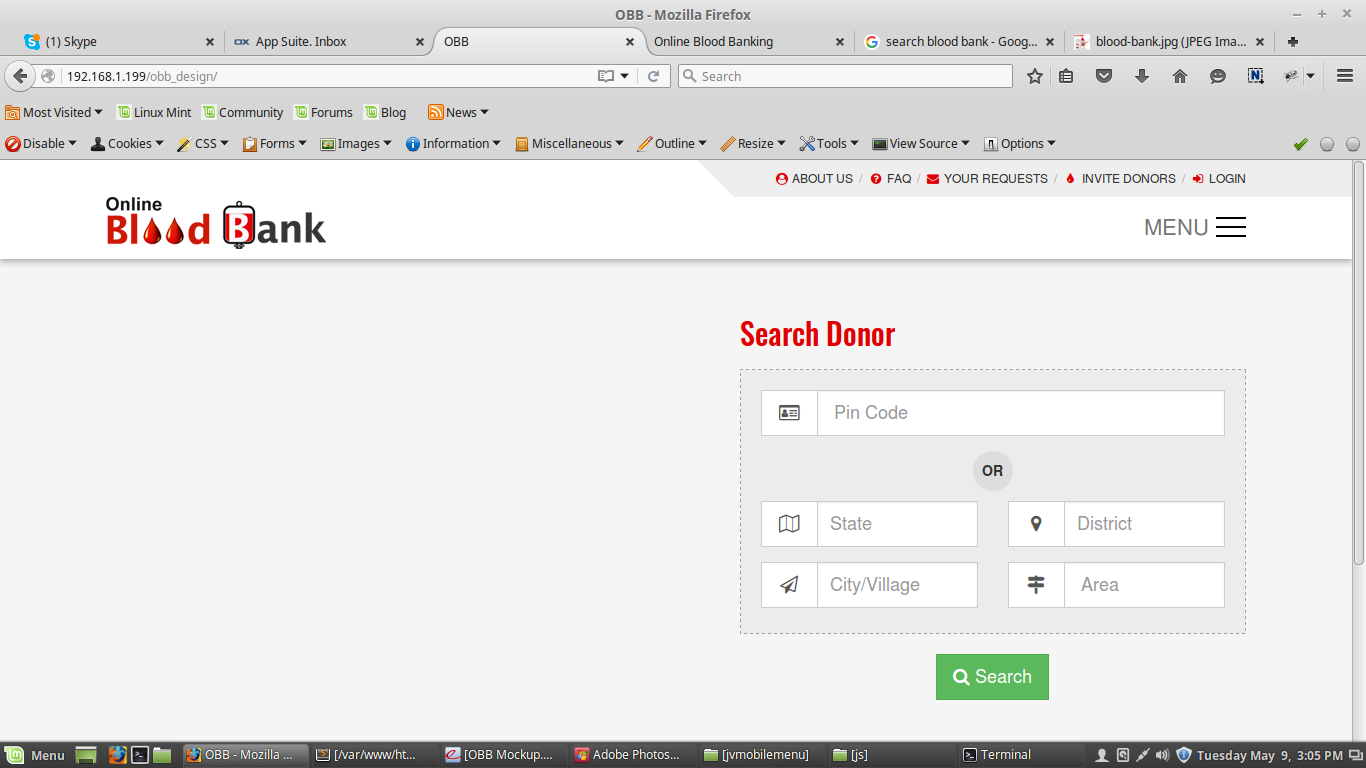 OBB - Mozilla Firefox
(1) Skype
App Suite. Inbox
OBB
Online Blood Banking
search blood bank - Goog...
blood-bank.jpg (JPEG Ima...
192.168.1.199/obb_design/
Search
Most Visited
Linux Mint
Community
Forums
Blog
News
Disable
Cookies
CSS
Forms
Images
Information
Miscellaneous
Outline
Resize
Tools
View Source
Options
ABOUT US / FAQ / YOUR REQUESTS / INVITE DONORS / LOGIN
Online
Blood Bank
MENU
Search Donor
Pin Code
OR
State
District
City/Village
Area
Search
Menu
OBB - Mozilla ...
[/var/www/ht...
[OBB Mockup....
Adobe Photos...
[jvmobilemenu]
[js]
Terminal
Tuesday May 9, 3:05 PM